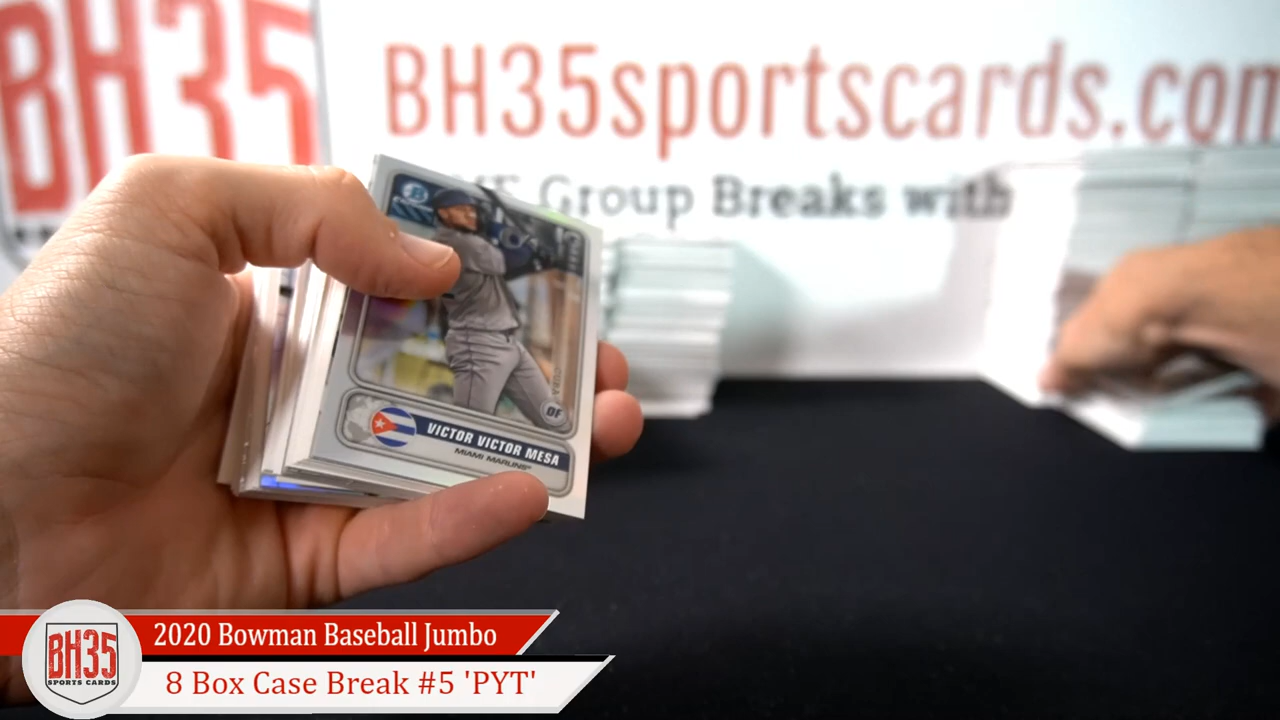 BH35
BH35sportscards.com
Group Breaks with
B
OF
VICTOR VICTOR MESA
MIAMI MARLINS
BH35
SPORTS CARDS
2020 Bowman Baseball Jumbo
8 Box Case Break #5 'PYT'